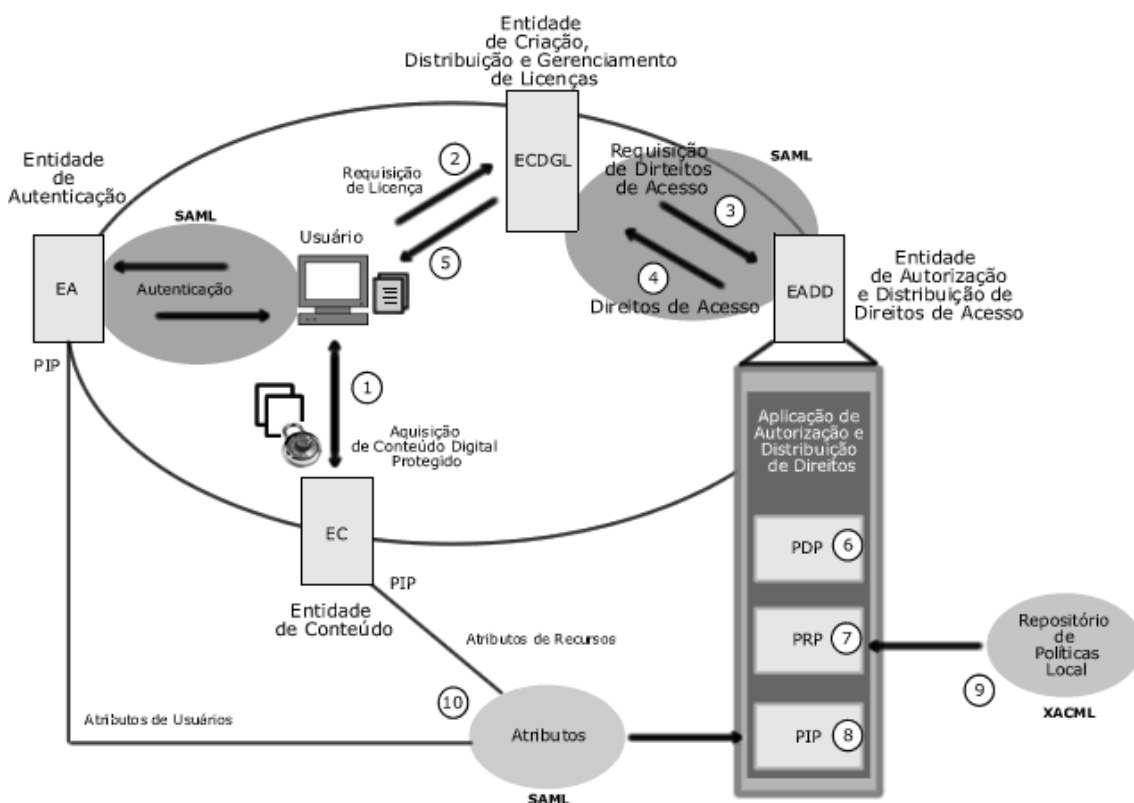 Entidade
de Criação,
Distribuição e Gerenciamento
de Licenças
ECDGL
Entidade
de
Autenticação
Requisição
de Licença
2
Requisição
de Dirteitos
de Acesso
SAML
3
SAML
Usuário
5
4
Direitos de Acesso
EA
Autenticação
EADD
Entidade
de Autorização
e Distribuição de
Direitos de Acesso
PIP
1
Aquisição
de Conteúdo Digital
Protegido
Aplicação de
Autorização e
Distribuição
de Direitos
EC
PIP
Entidade
de Conteúdo
PDP 6
PRP 7
PIP 8
Repositório
de
Políticas
Local
9
XACML
Atributos de Recursos
10
Atributos de Usuários
Atributos
SAML